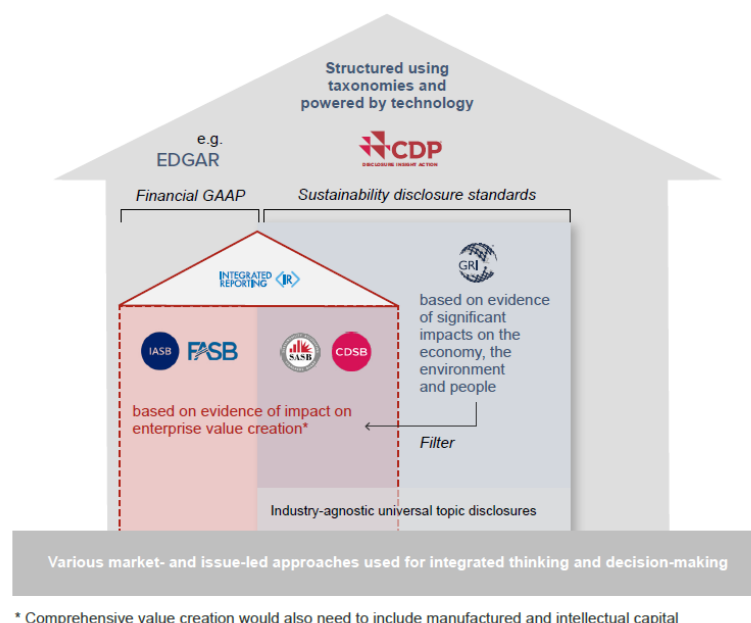 Structured using
taxonomies and
powered by technology
e.g.
EDGAR
CDP
DISCLOSURE INSIGHT ACTION
Financial GAAP
Sustainability disclosure standards
INTEGRATED
REPORTING
<IR>
GRI
based on evidence
of significant
impacts on the
economy, the
environment
and people
IASB
FASB
SASB
CDSB
based on evidence of impact on
enterprise value creation*
Filter
Industry-agnostic universal topic disclosures
Various market- and issue-led approaches used for integrated thinking and decision-making
* Comprehensive value creation would also need to include manufactured and intellectual capital